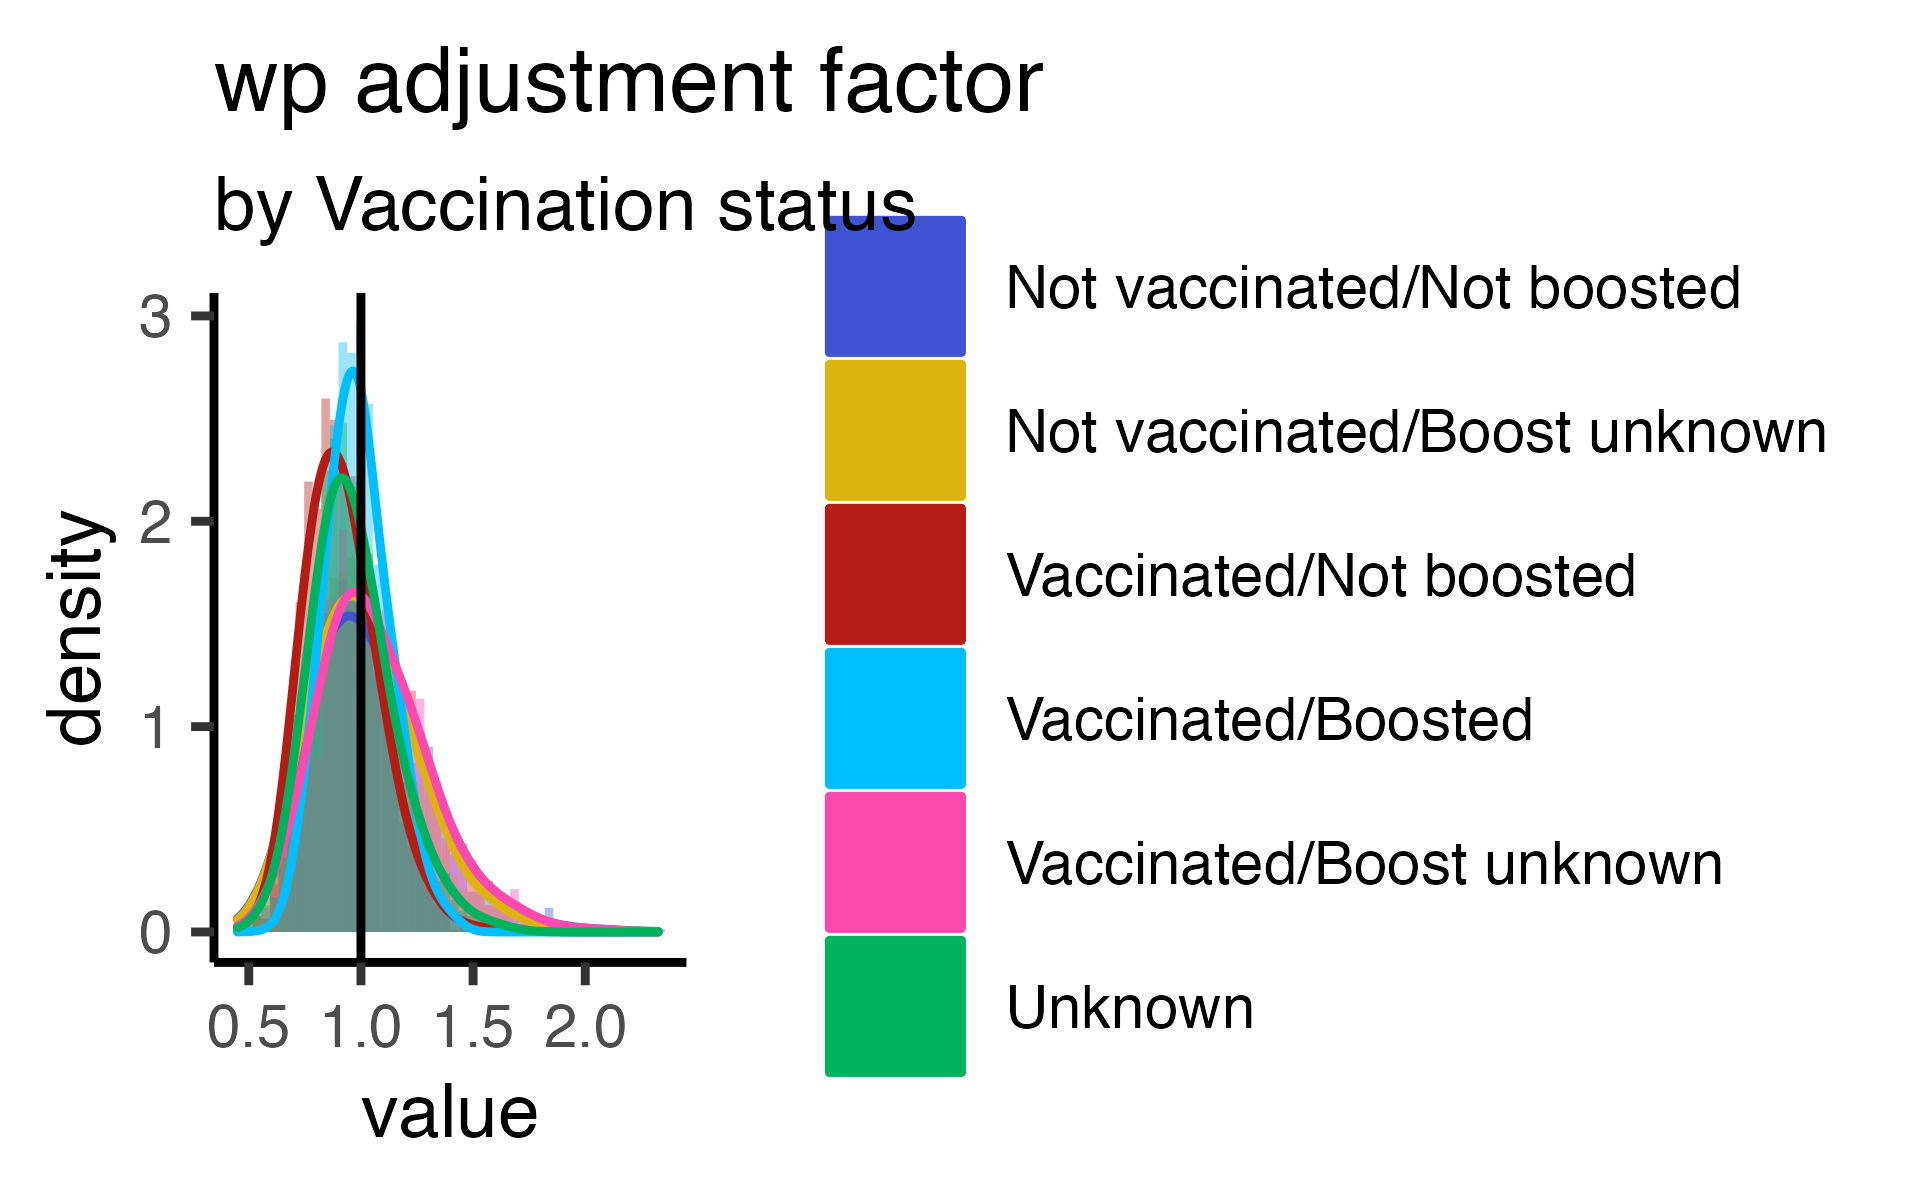 wp adjustment factor
by Vaccination status
3
2
1
0
density
0.5 1.0 1.5 2.0
value
Not vaccinated/Not boosted
Not vaccinated/Boost unknown
Vaccinated/Not boosted
Vaccinated/Boosted
Vaccinated/Boost unknown
Unknown